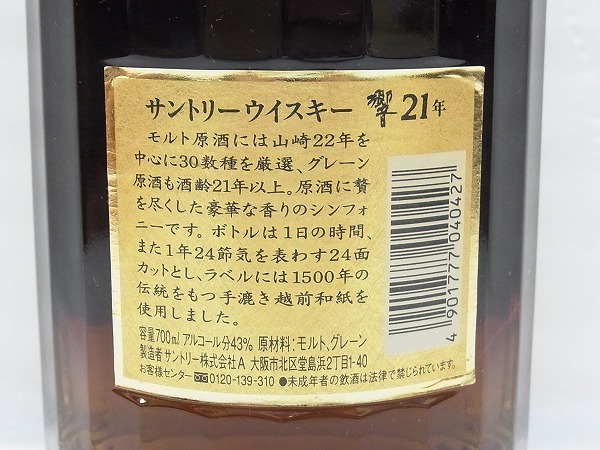 サントリーウイスキー 響 21年
モルト原酒には山崎22年を
中心に30数種を厳選、グレーン
原酒も酒齢21年以上。原酒に贅
を尽くした豪華な香りのシンフォ
ニーです。ボトルは1日の時間、
また1年24節気を表わす24面
カットとし、ラベルには1500年の
伝統をもつ手漉き越前和紙を
使用しました。
容量700ml アルコール分43% 原材料:モルト,グレーン
製造者 サントリー株式会社A 大阪市北区堂島浜2丁目1-40
お客様センター 0120-139-310 ●未成年者の飲酒は法律で禁じられています。
4 901777 040427